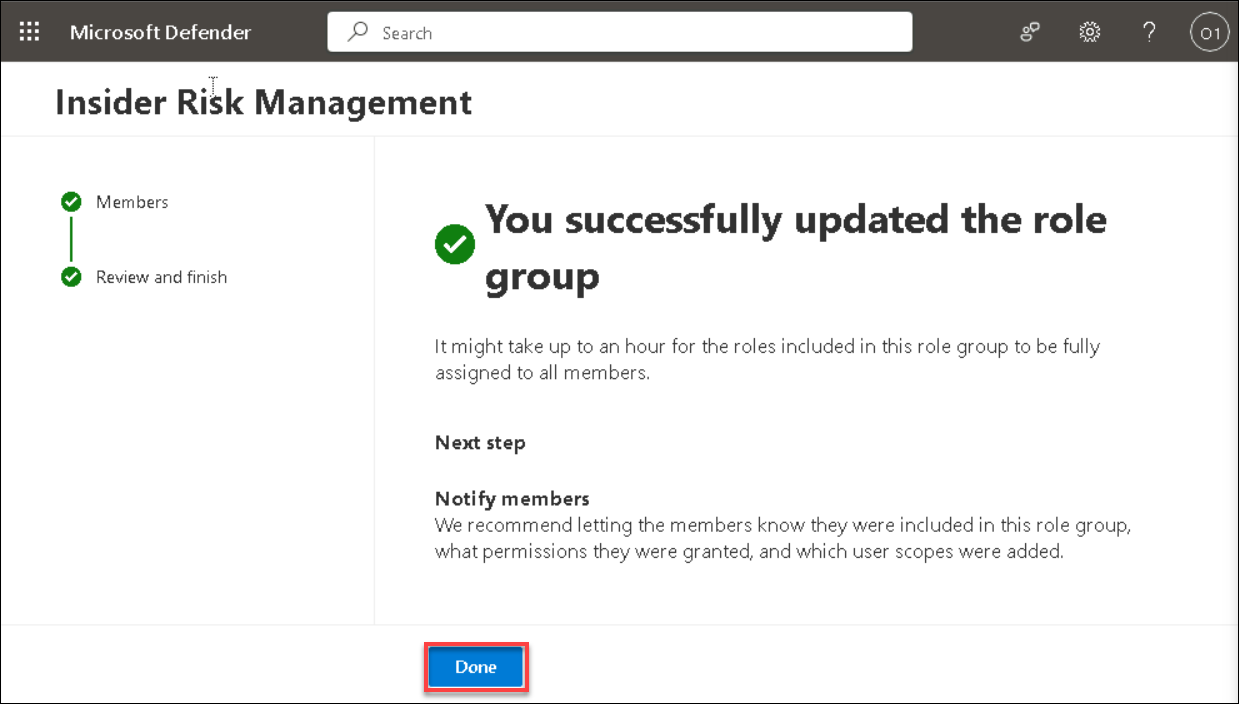 Microsoft Defender
Search
?
O1
Insider Risk Management
Members
Review and finish
You successfully updated the role
group
It might take up to an hour for the roles included in this role group to be fully
assigned to all members.
Next step
Notify members
We recommend letting the members know they were included in this role group,
what permissions they were granted, and which user scopes were added.
Done